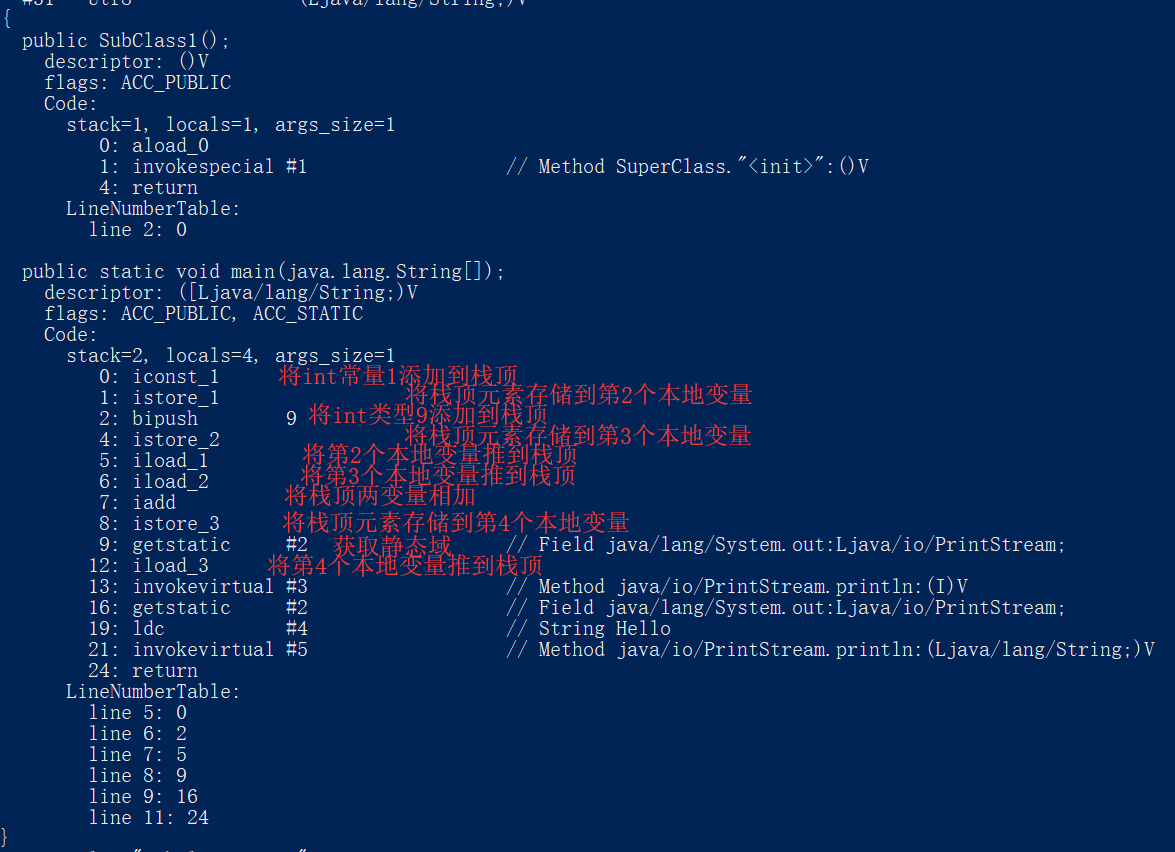 #31   Utf8               (Ljava/lang/String;)V
{
public SubClass1();
descriptor: ()V
flags: ACC_PUBLIC
Code:
stack=1, locals=1, args_size=1
0: aload_0
1: invokespecial #1                  // Method SuperClass."<init>":()V
4: return
LineNumberTable:
line 2: 0
public static void main(java.lang.String[]);
descriptor: ([Ljava/lang/String;)V
flags: ACC_PUBLIC, ACC_STATIC
Code:
stack=2, locals=4, args_size=1
0: iconst_1 将int常量1添加到栈顶
1: istore_1 将栈顶元素存储到第2个本地变量
2: bipush        9 将int类型9添加到栈顶
4: istore_2 将栈顶元素存储到第3个本地变量
5: iload_1 将第2个本地变量推到栈顶
6: iload_2 将第3个本地变量推到栈顶
7: iadd 将栈顶两变量相加
8: istore_3 将栈顶元素存储到第4个本地变量
9: getstatic     #2 获取静态域 // Field java/lang/System.out:Ljava/io/PrintStream;
12: iload_3 将第4个本地变量推到栈顶
13: invokevirtual #3                  // Method java/io/PrintStream.println:(I)V
16: getstatic     #2                  // Field java/lang/System.out:Ljava/io/PrintStream;
19: ldc           #4                  // String Hello
21: invokevirtual #5                  // Method java/io/PrintStream.println:(Ljava/lang/String;)V
24: return
LineNumberTable:
line 5: 0
line 6: 2
line 7: 5
line 8: 9
line 9: 16
line 11: 24
}